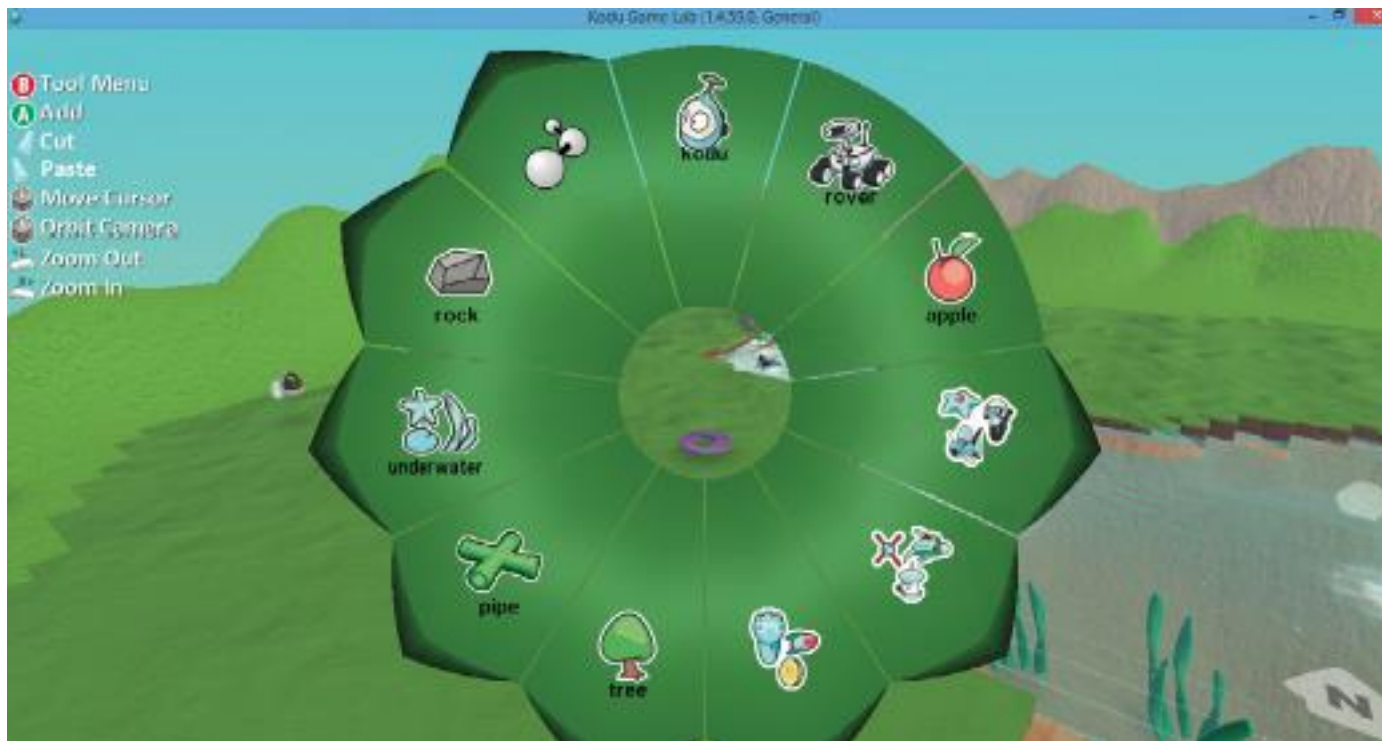 Kodu Game Lab (1.4.55.0, General)
B Tool Menu
A Add
Cut
Paste
Move Cursor
Orbit Camera
Zoom Out
Zoom In
kodu
rover
apple
rock
underwater
pipe
tree
N